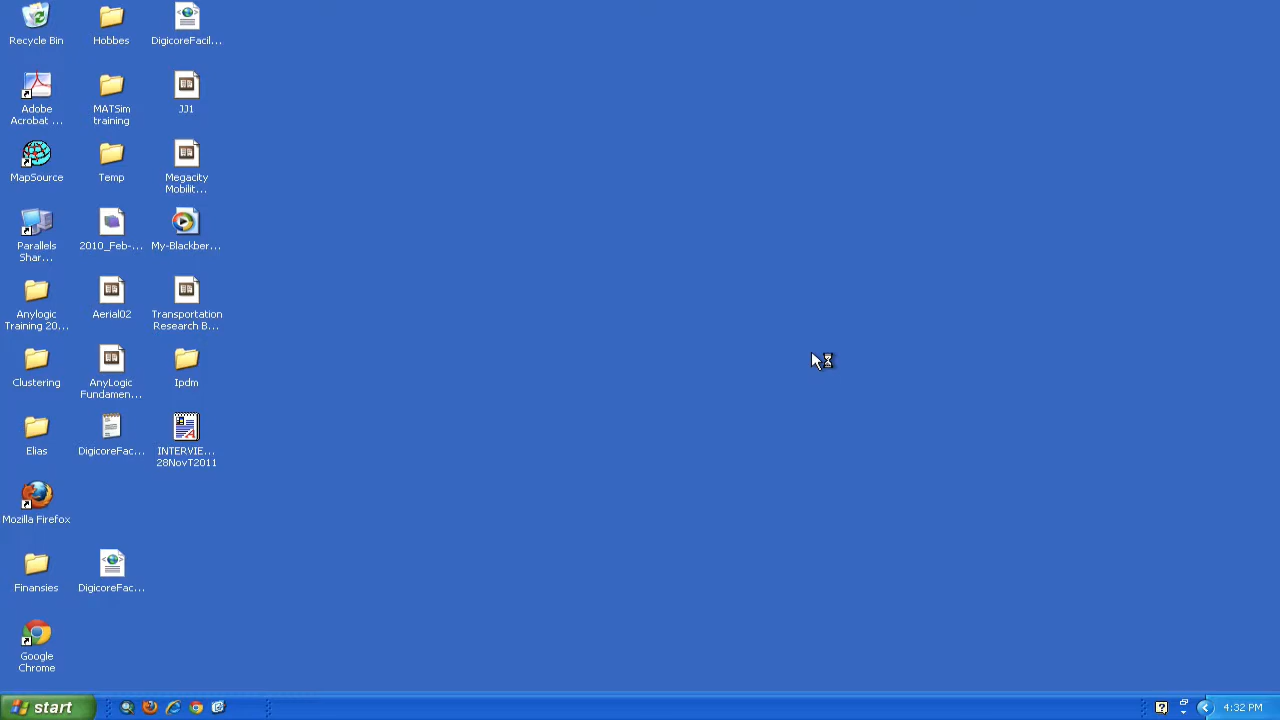 Recycle Bin
Hobbes
DigicoreFacil...
Adobe
Acrobat ...
MATSim
training
JJ1
MapSource
Temp
Megacity
Mobilit...
Parallels
Shar...
2010_Feb-...
My-Blackber...
Anylogic
Training 20...
Aerial02
Transportation
Research B...
Clustering
AnyLogic
Fundamen...
Ipdm
Elias
DigicoreFac...
INTERVIE...
28NovT2011
Mozilla Firefox
Finansies
DigicoreFac...
Google
Chrome
start
4:32 PM